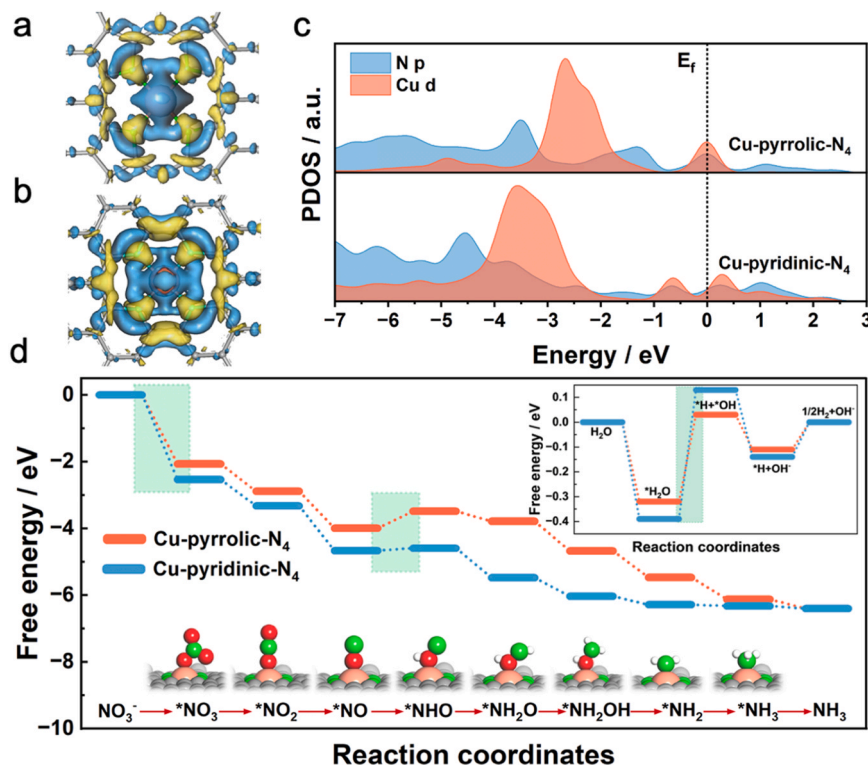 a
b
c
N p
Cu d
E_f
Cu-pyrrolic-N₄
Cu-pyridinic-N₄
PDOS / a.u.
−7 −6 −5 −4 −3 −2 −1 0 1 2 3
Energy / eV
d
0
−2
−4
−6
−8
−10
Free energy / eV
Cu-pyrrolic-N₄
Cu-pyridinic-N₄
0.1
0.0
−0.1
−0.2
−0.3
−0.4
Free energy / eV
H₂O
*H₂O
*H+*OH
*H+OH⁻
1/2H₂+OH⁻
Reaction coordinates
NO₃⁻ → *NO₃ → *NO₂ → *NO → *NHO → *NH₂O → *NH₂OH → *NH₂ → *NH₃ → NH₃
Reaction coordinates